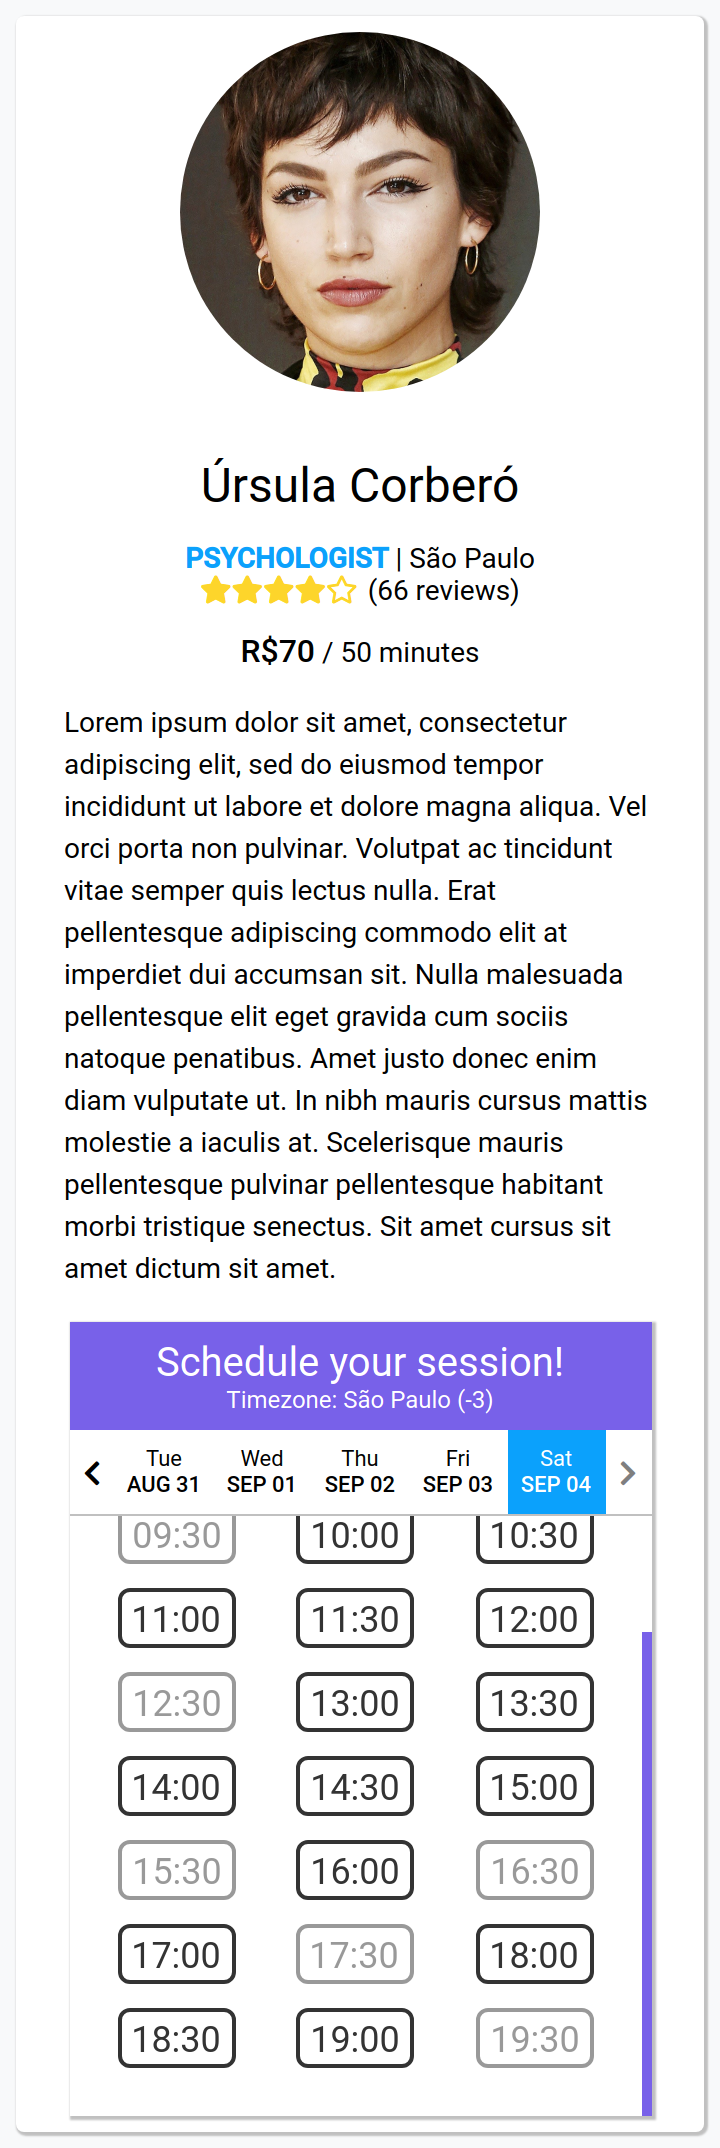 Úrsula Corberó
PSYCHOLOGIST | São Paulo
(66 reviews)
R$70 / 50 minutes
Lorem ipsum dolor sit amet, consectetur
adipiscing elit, sed do eiusmod tempor
incididunt ut labore et dolore magna aliqua. Vel
orci porta non pulvinar. Volutpat ac tincidunt
vitae semper quis lectus nulla. Erat
pellentesque adipiscing commodo elit at
imperdiet dui accumsan sit. Nulla malesuada
pellentesque elit eget gravida cum sociis
natoque penatibus. Amet justo donec enim
diam vulputate ut. In nibh mauris cursus mattis
molestie a iaculis at. Scelerisque mauris
pellentesque pulvinar pellentesque habitant
morbi tristique senectus. Sit amet cursus sit
amet dictum sit amet.
Schedule your session!
Timezone: São Paulo (-3)
Tue Wed Thu Fri Sat
AUG 31 SEP 01 SEP 02 SEP 03 SEP 04
09:30 10:00 10:30
11:00 11:30 12:00
12:30 13:00 13:30
14:00 14:30 15:00
15:30 16:00 16:30
17:00 17:30 18:00
18:30 19:00 19:30